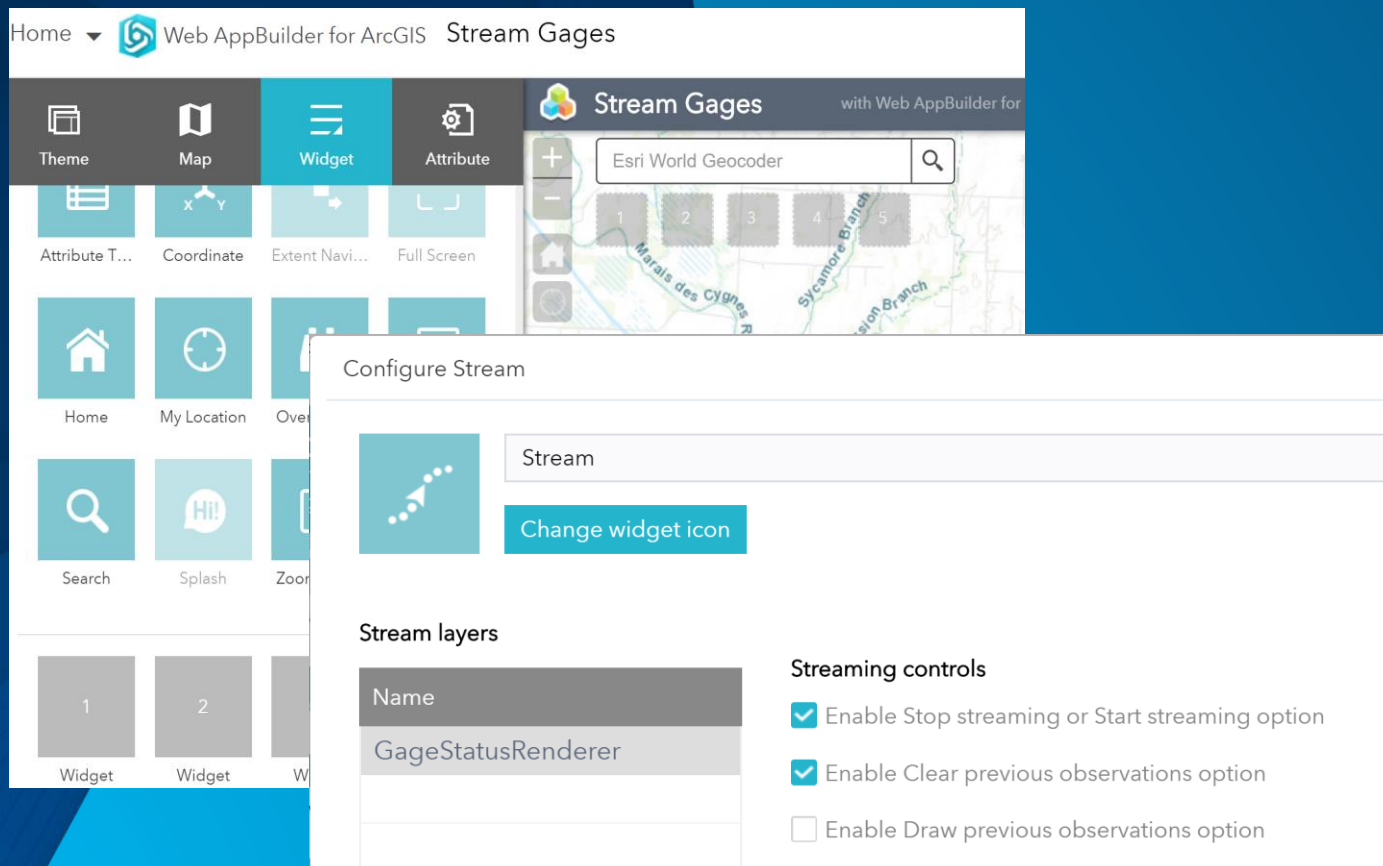 Home Web AppBuilder for ArcGIS Stream Gages
Theme Map Widget Attribute
Stream Gages with Web AppBuilder for
Esri World Geocoder
1 2 3 4 5
Marais des Cygnes R
Sycamore Branch
Branch
X Y
Attribute T... Coordinate Extent Navi... Full Screen
Home My Location
Hi!
Search Splash
1 2
Widget Widget
Configure Stream
Stream
Change widget icon
Stream layers
Name
GageStatusRenderer
Streaming controls
Enable Stop streaming or Start streaming option
Enable Clear previous observations option
Enable Draw previous observations option